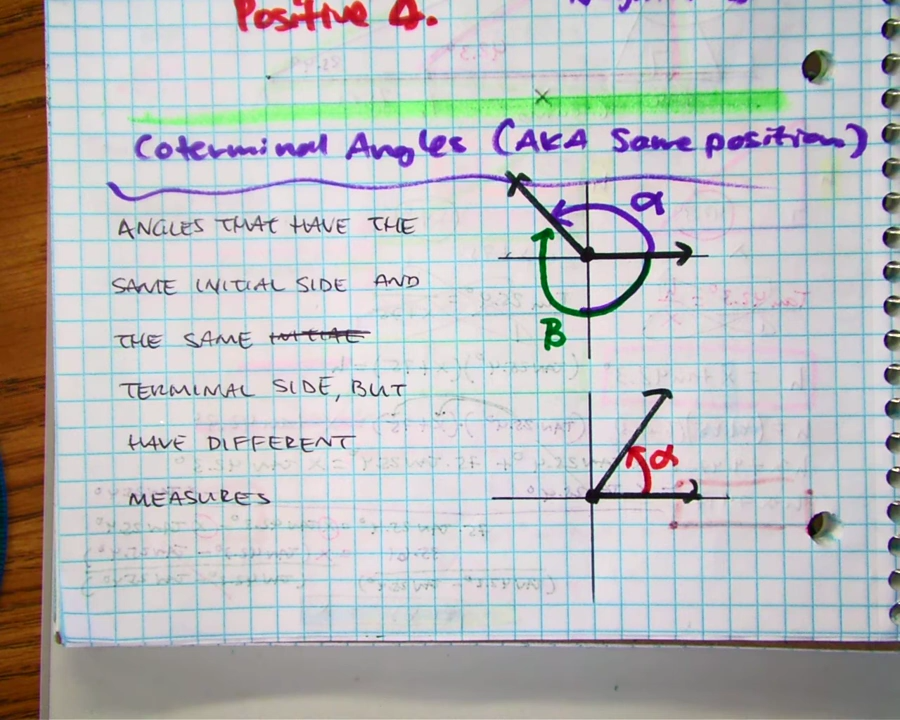 Positive ∆.
Coterminal Angles (AKA Same position)
ANGLES THAT HAVE THE
SAME INITIAL SIDE AND
THE SAME INITIAL
TERMINAL SIDE, BUT
HAVE DIFFERENT
MEASURES
α
β
α